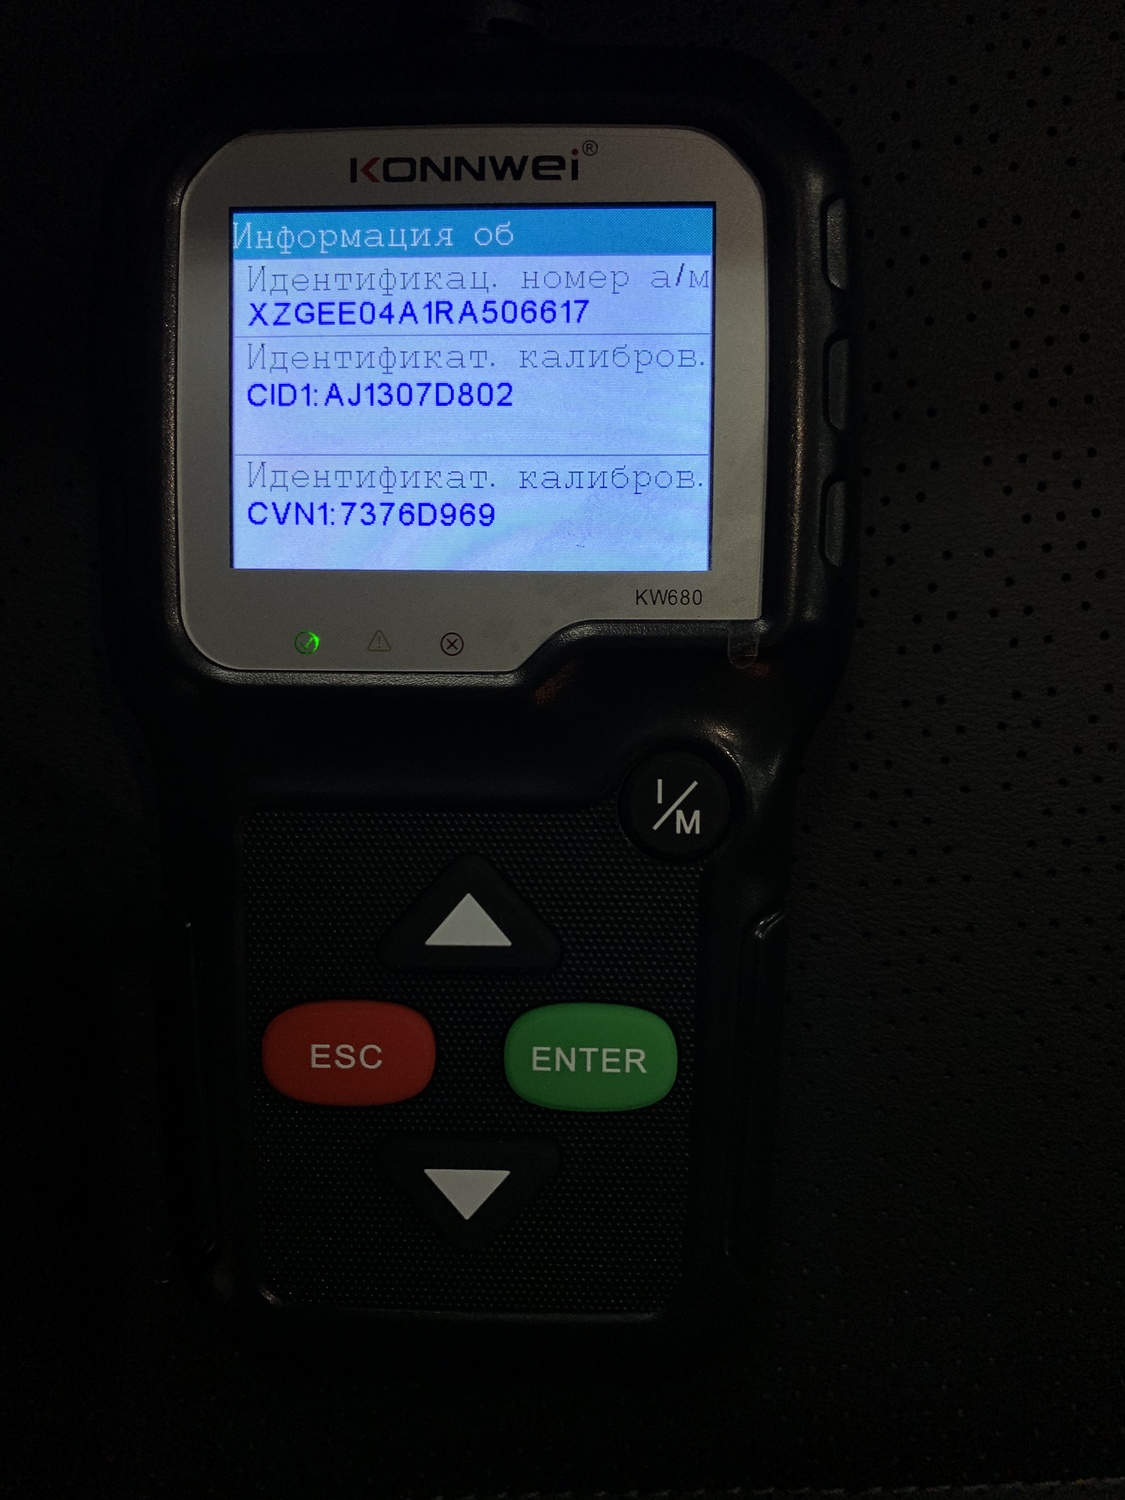 KONNWEI®
Информация об
Идентификац. номер а/м
XZGEE04A1RA506617
Идентификат. калибров.
CID1:AJ1307D802
Идентификат. калибров.
CVN1:7376D969
KW680
I/M
ESC
ENTER